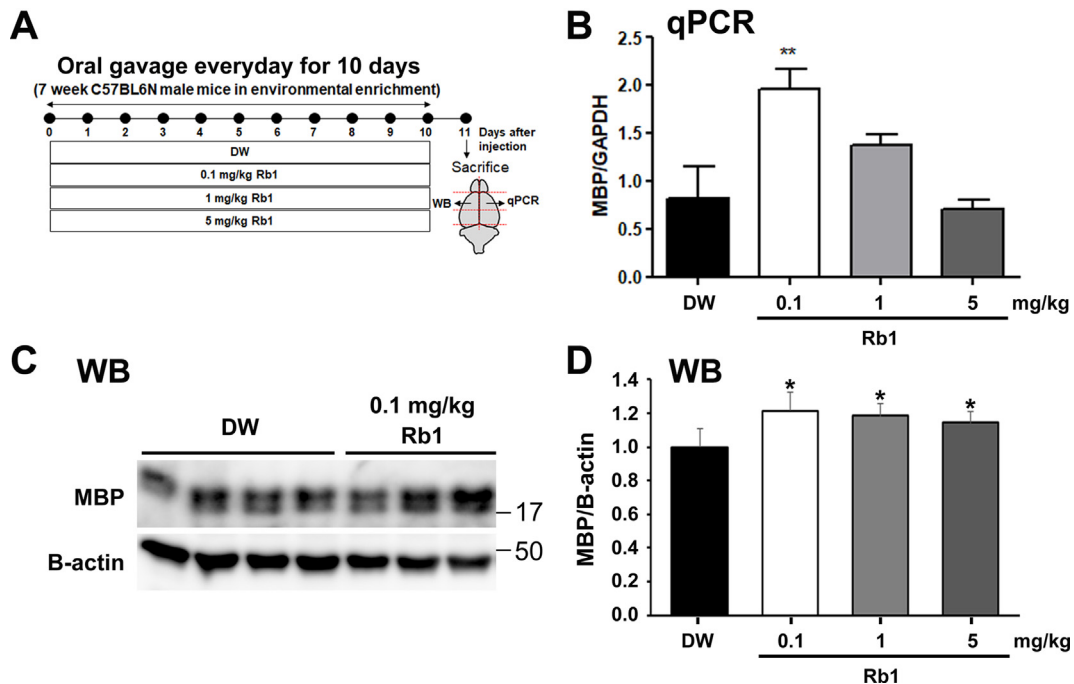 A
Oral gavage everyday for 10 days
(7 week C57BL6N male mice in environmental enrichment)
0 1 2 3 4 5 6 7 8 9 10 11 Days after
injection
DW
0.1 mg/kg Rb1
1 mg/kg Rb1
5 mg/kg Rb1
Sacrifice
WB qPCR
B qPCR
MBP/GAPDH
2.5
2.0
1.5
1.0
0.5
0.0
**
DW 0.1 1 5 mg/kg
Rb1
C WB
DW
0.1 mg/kg
Rb1
MBP
17
B-actin
50
D WB
MBP/B-actin
1.4
1.2
1.0
0.8
0.6
0.4
0.2
0.0
* * *
DW 0.1 1 5 mg/kg
Rb1